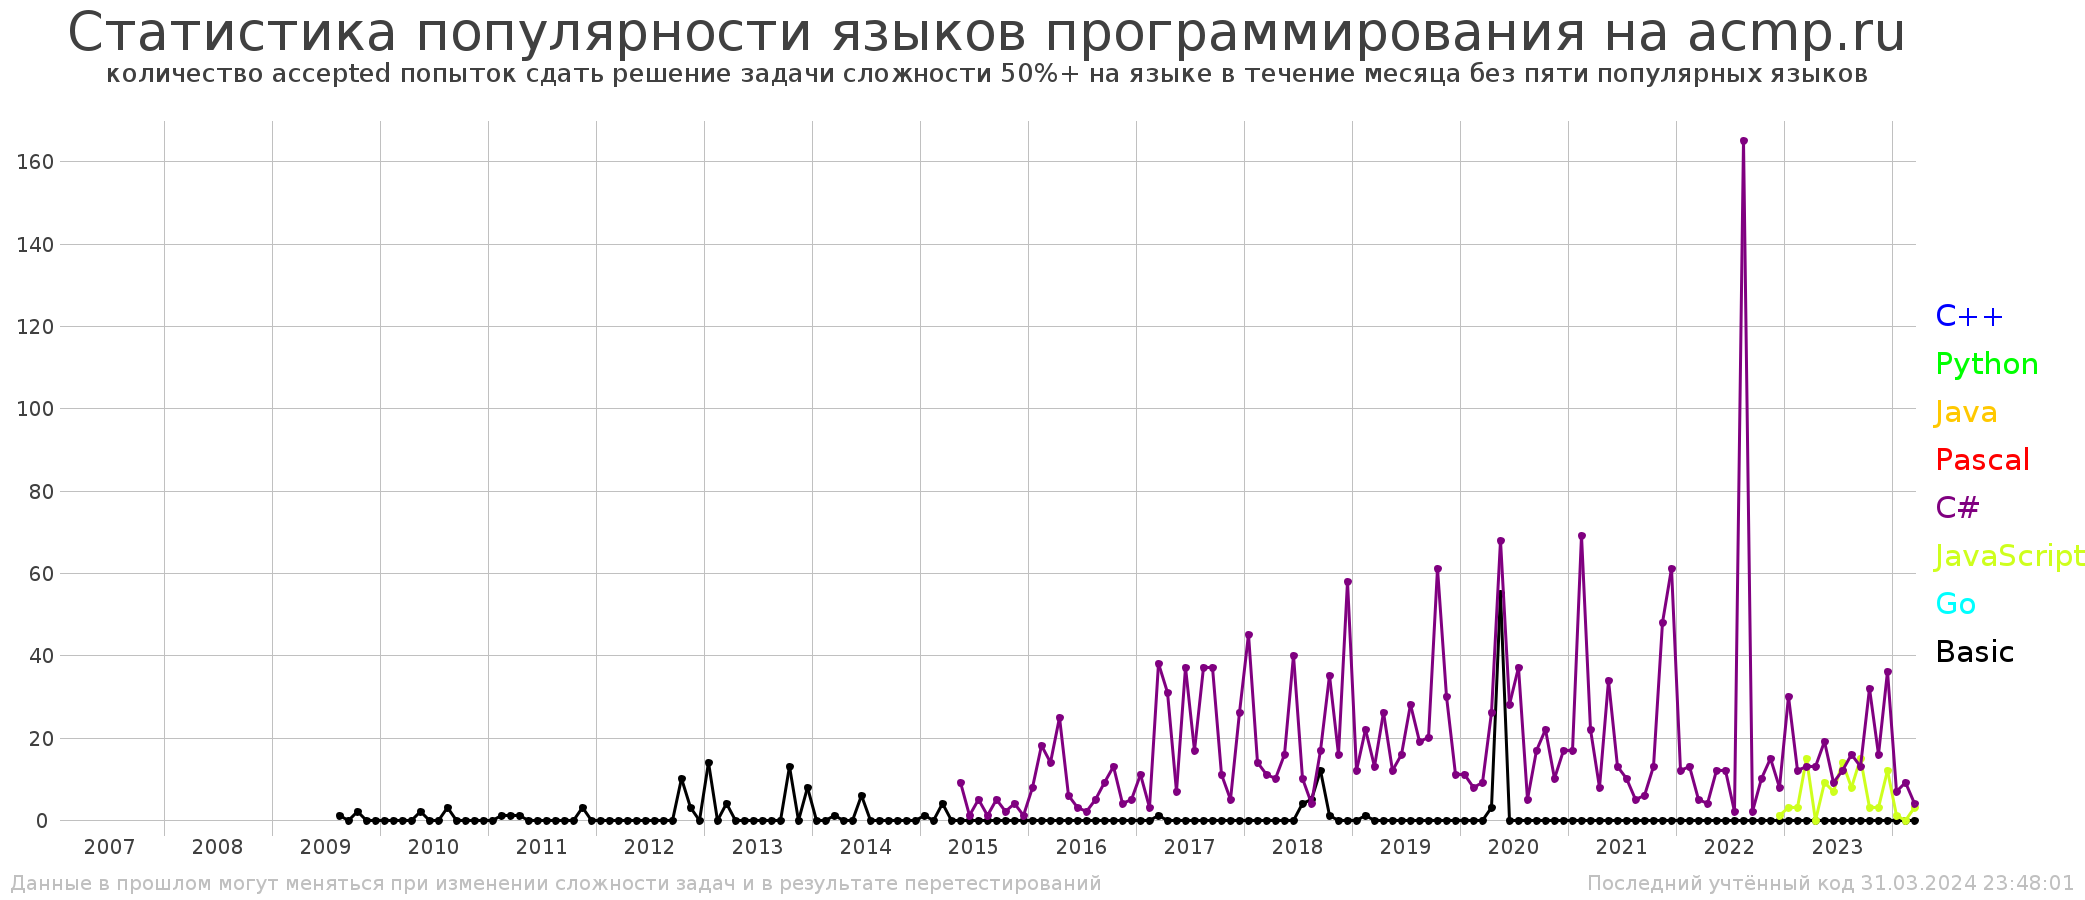 Статистика популярности языков программирования на acmp.ru
количество accepted попыток сдать решение задачи сложности 50%+ на языке в течение месяца без пяти популярных языков
160
140
120
100
80
60
40
20
0
2007 2008 2009 2010 2011 2012 2013 2014 2015 2016 2017 2018 2019 2020 2021 2022 2023
C++
Python
Java
Pascal
C#
JavaScript
Go
Basic
Данные в прошлом могут меняться при изменении сложности задач и в результате перетестирований
Последний учтённый код 31.03.2024 23:48:01